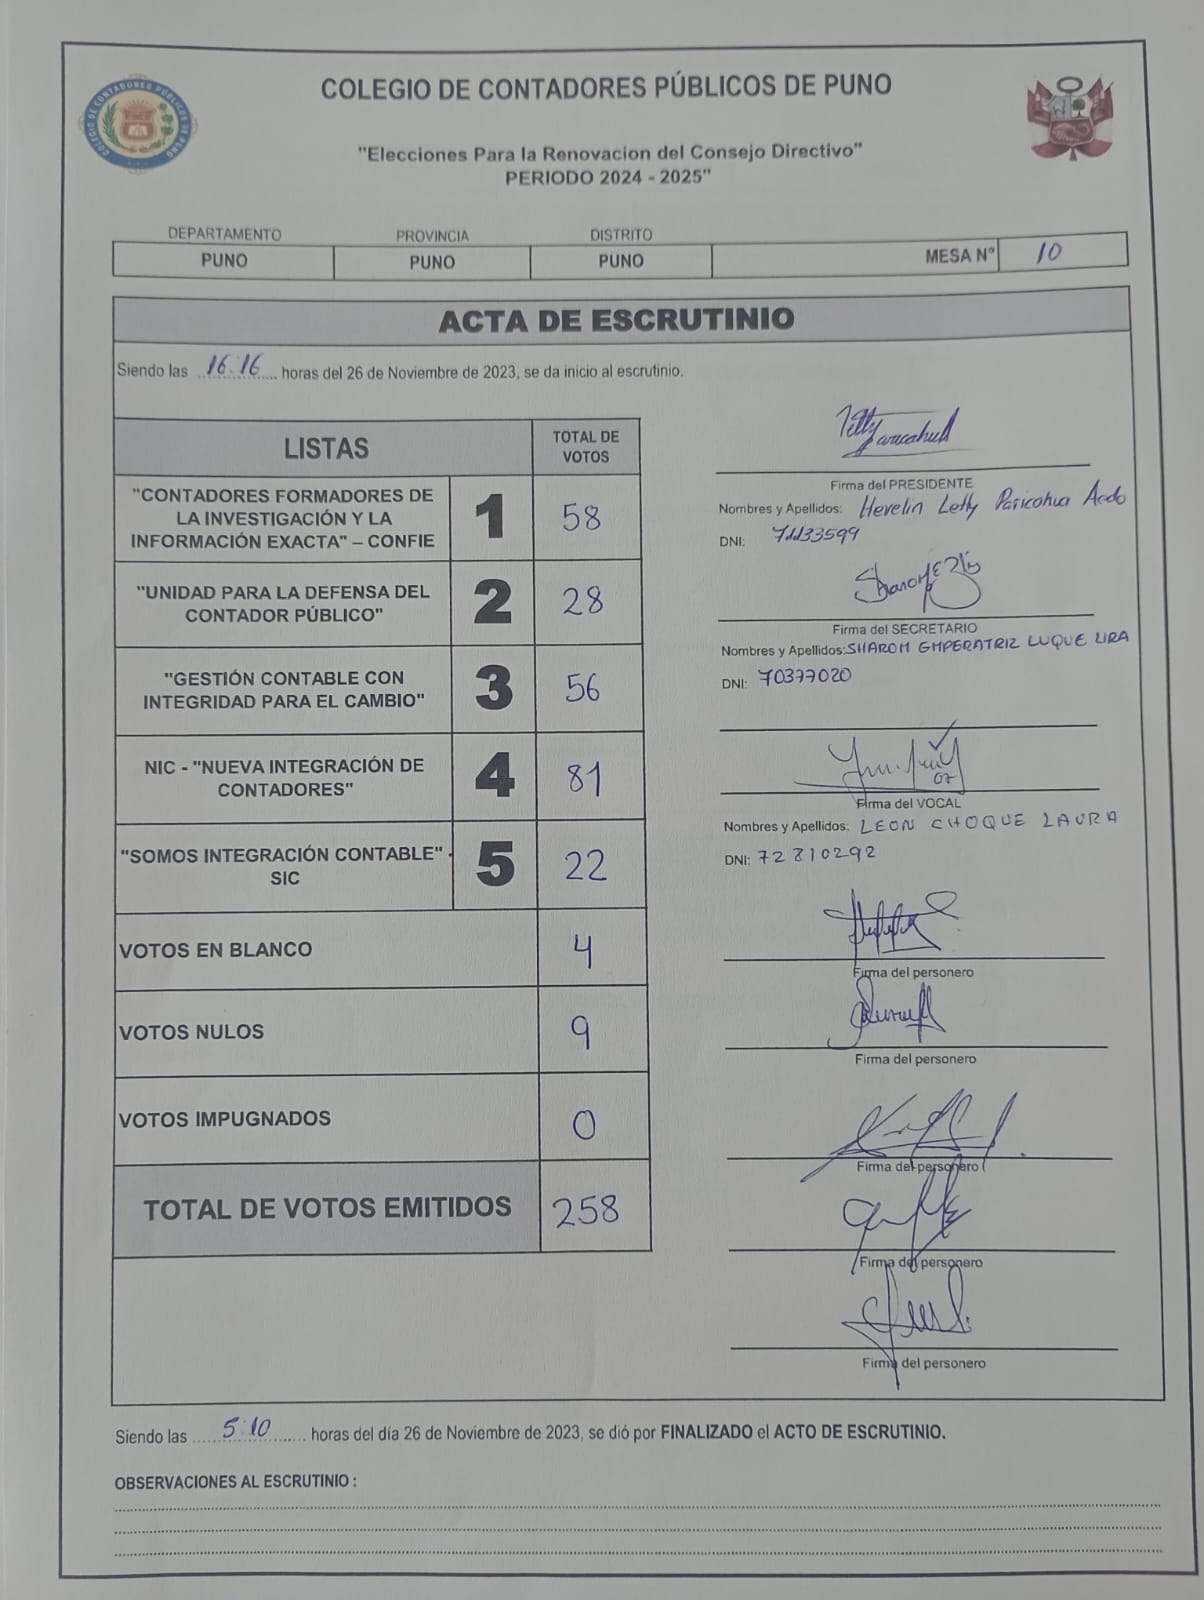 COLEGIO DE CONTADORES PÚBLICOS DE PUNO
"Elecciones Para la Renovacion del Consejo Directivo"
PERIODO 2024 - 2025"
DEPARTAMENTO PROVINCIA DISTRITO
PUNO PUNO PUNO MESA N° 10
ACTA DE ESCRUTINIO
Siendo las 16:16 horas del 26 de Noviembre de 2023, se da inicio al escrutinio.
LISTAS TOTAL DE
VOTOS
"CONTADORES FORMADORES DE
LA INVESTIGACIÓN Y LA
INFORMACIÓN EXACTA" – CONFIE
1 58
"UNIDAD PARA LA DEFENSA DEL
CONTADOR PÚBLICO"
2 28
"GESTIÓN CONTABLE CON
INTEGRIDAD PARA EL CAMBIO"
3 56
NIC - "NUEVA INTEGRACIÓN DE
CONTADORES"
4 81
"SOMOS INTEGRACIÓN CONTABLE" -
SIC
5 22
VOTOS EN BLANCO 4
VOTOS NULOS 9
VOTOS IMPUGNADOS 0
TOTAL DE VOTOS EMITIDOS 258
Firma del PRESIDENTE
Nombres y Apellidos: Hevelin Letty Paricahua
DNI:
Firma del SECRETARIO
Nombres y Apellidos: SHAROM EMPERATRIZ LUQUE LIRA
DNI: 70377020
Firma del VOCAL
Nombres y Apellidos: LEON CHOQUE LAURA
DNI: 72810292
Firma del personero
Firma del personero
Firma del personero
Firma del personero
Firma del personero
Siendo las 5:10 horas del día 26 de Noviembre de 2023, se dió por FINALIZADO el ACTO DE ESCRUTINIO.
OBSERVACIONES AL ESCRUTINIO :